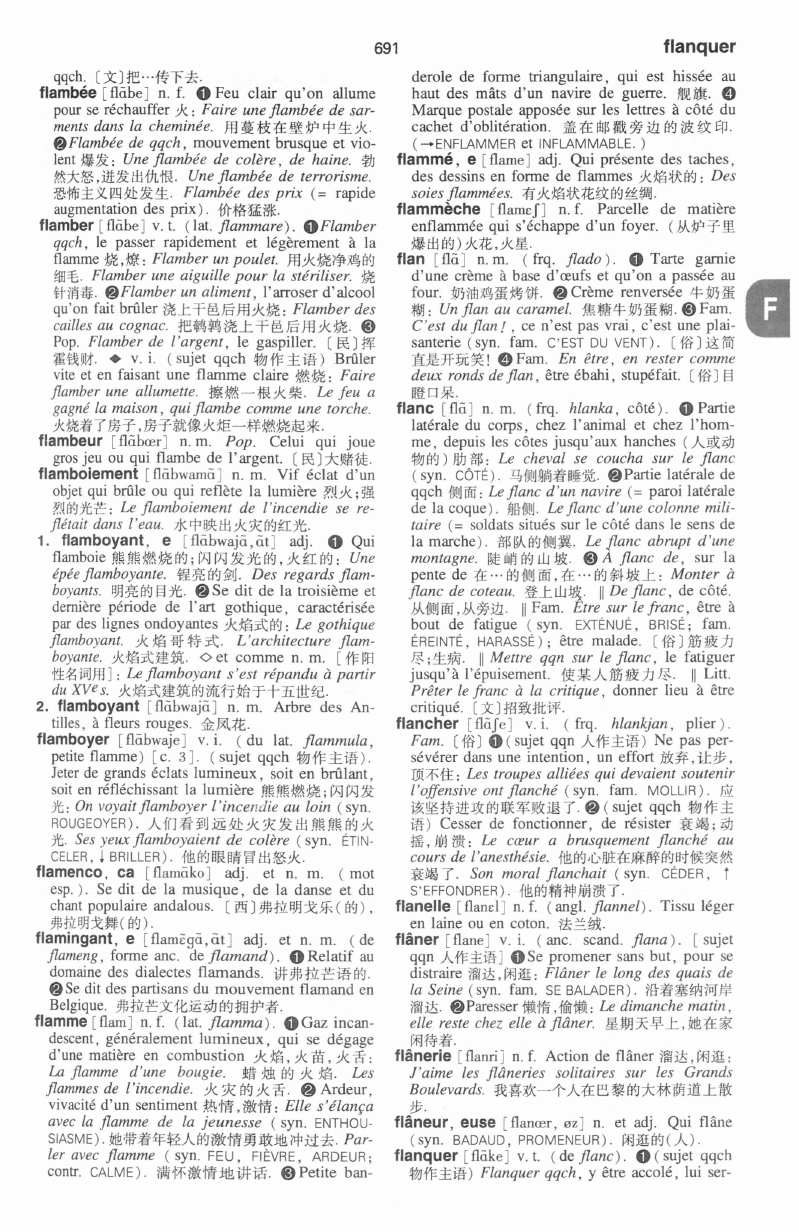 691
flanquer
qqch. 〔文〕把…传下去.
flambée [flɑ̃be] n. f. ❶ Feu clair qu'on allume
pour se réchauffer 火: Faire une flambée de sar-
ments dans la cheminée. 用蔓枝在壁炉中生火.
❷ Flambée de qqch, mouvement brusque et vio-
lent 爆发: Une flambée de colère, de haine. 勃
然大怒,迸发出仇恨. Une flambée de terrorisme.
恐怖主义四处发生. Flambée des prix (= rapide
augmentation des prix). 价格猛涨.
flamber [flɑ̃be] v. t. (lat. flammare). ❶ Flamber
qqch, le passer rapidement et légèrement à la
flamme 烧,燎: Flamber un poulet. 用火烧净鸡的
细毛. Flamber une aiguille pour la stériliser. 烧
针消毒. ❷ Flamber un aliment, l'arroser d'alcool
qu'on fait brûler 浇上干邑后用火烧: Flamber des
cailles au cognac. 把鹌鹑浇上干邑后用火烧. ❸
Pop. Flamber de l'argent, le gaspiller. 〔民〕挥
霍钱财. ◆ v. i. (sujet qqch 物作主语) Brûler
vite et en faisant une flamme claire 燃烧: Faire
flamber une allumette. 擦燃一根火柴. Le feu a
gagné la maison, qui flambe comme une torche.
火烧着了房子,房子就像火炬一样燃烧起来.
flambeur [flɑ̃bœr] n. m. Pop. Celui qui joue
gros jeu ou qui flambe de l'argent. 〔民〕大赌徒.
flamboiement [flɑ̃bwamɑ̃] n. m. Vif éclat d'un
objet qui brûle ou qui reflète la lumière 烈火;强
烈的光芒: Le flamboiement de l'incendie se re-
flétait dans l'eau. 水中映出火灾的红光.
1. flamboyant, e [flɑ̃bwajɑ̃,ɑ̃t] adj. ❶ Qui
flamboie 熊熊燃烧的;闪闪发光的,火红的: Une
épée flamboyante. 锃亮的剑. Des regards flam-
boyants. 明亮的目光. ❷ Se dit de la troisième et
dernière période de l'art gothique, caractérisée
par des lignes ondoyantes 火焰式的: Le gothique
flamboyant. 火焰哥特式. L'architecture flam-
boyante. 火焰式建筑. ◇ et comme n. m. [作阳
性名词用]: Le flamboyant s'est répandu à partir
du XVe s. 火焰式建筑的流行始于十五世纪.
2. flamboyant [flɑ̃bwajɑ̃] n. m. Arbre des An-
tilles, à fleurs rouges. 金凤花.
flamboyer [flɑ̃bwaje] v. i. (du lat. flammula,
petite flamme) [c. 3]. (sujet qqch 物作主语).
Jeter de grands éclats lumineux, soit en brûlant,
soit en réfléchissant la lumière 熊熊燃烧;闪闪发
光: On voyait flamboyer l'incendie au loin (syn.
ROUGEOYER). 人们看到远处火灾发出熊熊的火
光. Ses yeux flamboyaient de colère (syn. ÉTIN-
CELER, ↓ BRILLER). 他的眼睛冒出怒火.
flamenco, ca [flamɛ̃ko] adj. et n. m. (mot
esp.). Se dit de la musique, de la danse et du
chant populaire andalous. 〔西〕弗拉明戈乐(的),
弗拉明戈舞(的).
flamingant, e [flamɛ̃gɑ̃,ɑ̃t] adj. et n. m. (de
flameng, forme anc. de flamand). ❶ Relatif au
domaine des dialectes flamands. 讲弗拉芒语的.
❷ Se dit des partisans du mouvement flamand en
Belgique. 弗拉芒文化运动的拥护者.
flamme [flam] n. f. (lat. flamma). ❶ Gaz incan-
descent, généralement lumineux, qui se dégage
d'une matière en combustion 火焰,火苗,火舌:
La flamme d'une bougie. 蜡烛的火焰. Les
flammes de l'incendie. 火灾的火舌. ❷ Ardeur,
vivacité d'un sentiment 热情,激情: Elle s'élança
avec la flamme de la jeunesse (syn. ENTHOU-
SIASME). 她带着年轻人的激情勇敢地冲过去. Par-
ler avec flamme (syn. FEU, FIÈVRE, ARDEUR;
contr. CALME). 满怀激情地讲话. ❸ Petite ban-
derole de forme triangulaire, qui est hissée au
haut des mâts d'un navire de guerre. 舰旗. ❹
Marque postale apposée sur les lettres à côté du
cachet d'oblitération. 盖在邮戳旁边的波纹印.
(→ENFLAMMER et INFLAMMABLE.)
flammé, e [flame] adj. Qui présente des taches,
des dessins en forme de flammes 火焰状的: Des
soies flammées. 有火焰状花纹的丝绸.
flammèche [flamɛʃ] n. f. Parcelle de matière
enflammée qui s'échappe d'un foyer. (从炉子里
爆出的)火花,火星.
flan [flɑ̃] n. m. (frq. flado). ❶ Tarte garnie
d'une crème à base d'œufs et qu'on a passée au
four. 奶油鸡蛋烤饼. ❷ Crème renversée 牛奶蛋
糊: Un flan au caramel. 焦糖牛奶蛋糊. ❸ Fam.
C'est du flan!, ce n'est pas vrai, c'est une plai-
santerie (syn. fam. C'EST DU VENT). 〔俗〕这简
直是开玩笑! ❹ Fam. En être, en rester comme
deux ronds de flan, être ébahi, stupéfait. 〔俗〕目
瞪口呆.
flanc [flɑ̃] n. m. (frq. hlanka, côté). ❶ Partie
latérale du corps, chez l'animal et chez l'hom-
me, depuis les côtes jusqu'aux hanches (人或动
物的)肋部: Le cheval se coucha sur le flanc
(syn. CÔTÉ). 马侧躺着睡觉. ❷ Partie latérale de
qqch 侧面: Le flanc d'un navire (= paroi latérale
de la coque). 船侧. Le flanc d'une colonne mili-
taire (= soldats situés sur le côté dans le sens de
la marche). 部队的侧翼. Le flanc abrupt d'une
montagne. 陡峭的山坡. ❸ À flanc de, sur la
pente de 在…的侧面,在…的斜坡上: Monter à
flanc de coteau. 登上山坡. ‖ De flanc, de côté.
从侧面,从旁边. ‖ Fam. Être sur le franc, être à
bout de fatigue (syn. EXTÉNUÉ, BRISÉ; fam.
ÉREINTÉ, HARASSÉ); être malade. 〔俗〕筋疲力
尽;生病. ‖ Mettre qqn sur le flanc, le fatiguer
jusqu'à l'épuisement. 使某人筋疲力尽. ‖ Litt.
Prêter le franc à la critique, donner lieu à être
critiqué. 〔文〕招致批评.
flancher [flɑ̃ʃe] v. i. (frq. hlankjan, plier).
Fam. 〔俗〕❶ (sujet qqn 人作主语) Ne pas per-
sévérer dans une intention, un effort 放弃,让步,
顶不住: Les troupes alliées qui devaient soutenir
l'offensive ont flanché (syn. fam. MOLLIR). 应
该坚持进攻的联军败退了. ❷ (sujet qqch 物作主
语) Cesser de fonctionner, de résister 衰竭;动
摇,崩溃: Le cœur a brusquement flanché au
cours de l'anesthésie. 他的心脏在麻醉的时候突然
衰竭了. Son moral flanchait (syn. CÉDER, ↑
S'EFFONDRER). 他的精神崩溃了.
flanelle [flanɛl] n. f. (angl. flannel). Tissu léger
en laine ou en coton. 法兰绒.
flâner [flɑne] v. i. (anc. scand. flana). [sujet
qqn 人作主语] ❶ Se promener sans but, pour se
distraire 溜达,闲逛: Flâner le long des quais de
la Seine (syn. fam. SE BALADER). 沿着塞纳河岸
溜达. ❷ Paresser 懒惰,偷懒: Le dimanche matin,
elle reste chez elle à flâner. 星期天早上,她在家
闲待着.
flânerie [flɑnri] n. f. Action de flâner 溜达,闲逛:
J'aime les flâneries solitaires sur les Grands
Boulevards. 我喜欢一个人在巴黎的大林荫道上散
步.
flâneur, euse [flɑnœr, øz] n. et adj. Qui flâne
(syn. BADAUD, PROMENEUR). 闲逛的(人).
flanquer [flɑ̃ke] v. t. (de flanc). ❶ (sujet qqch
物作主语) Flanquer qqch, y être accolé, lui ser-
F